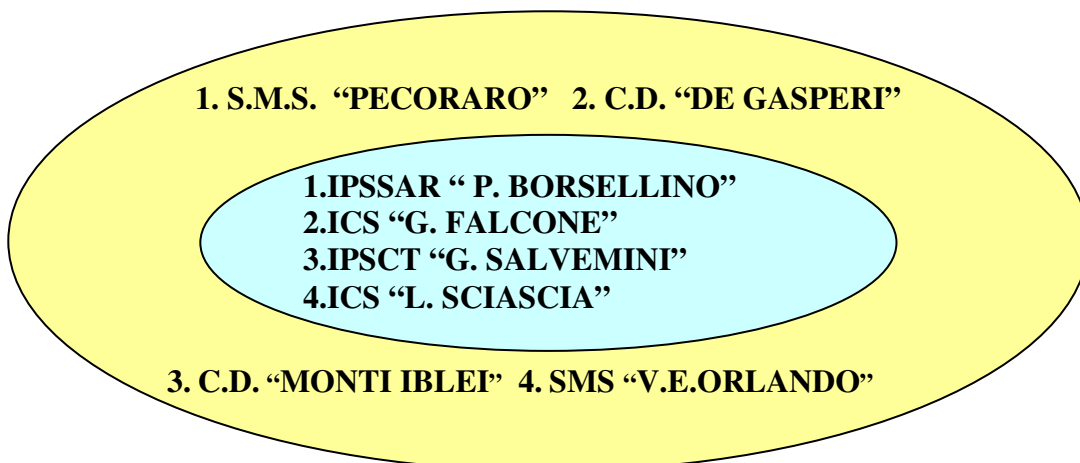 1. S.M.S. “PECORARO” 2. C.D. “DE GASPERI”
1.IPSSAR “ P. BORSELLINO”
2.ICS “G. FALCONE”
3.IPSCT “G. SALVEMINI”
4.ICS “L. SCIASCIA”
3. C.D. “MONTI IBLEI” 4. SMS “V.E.ORLANDO”